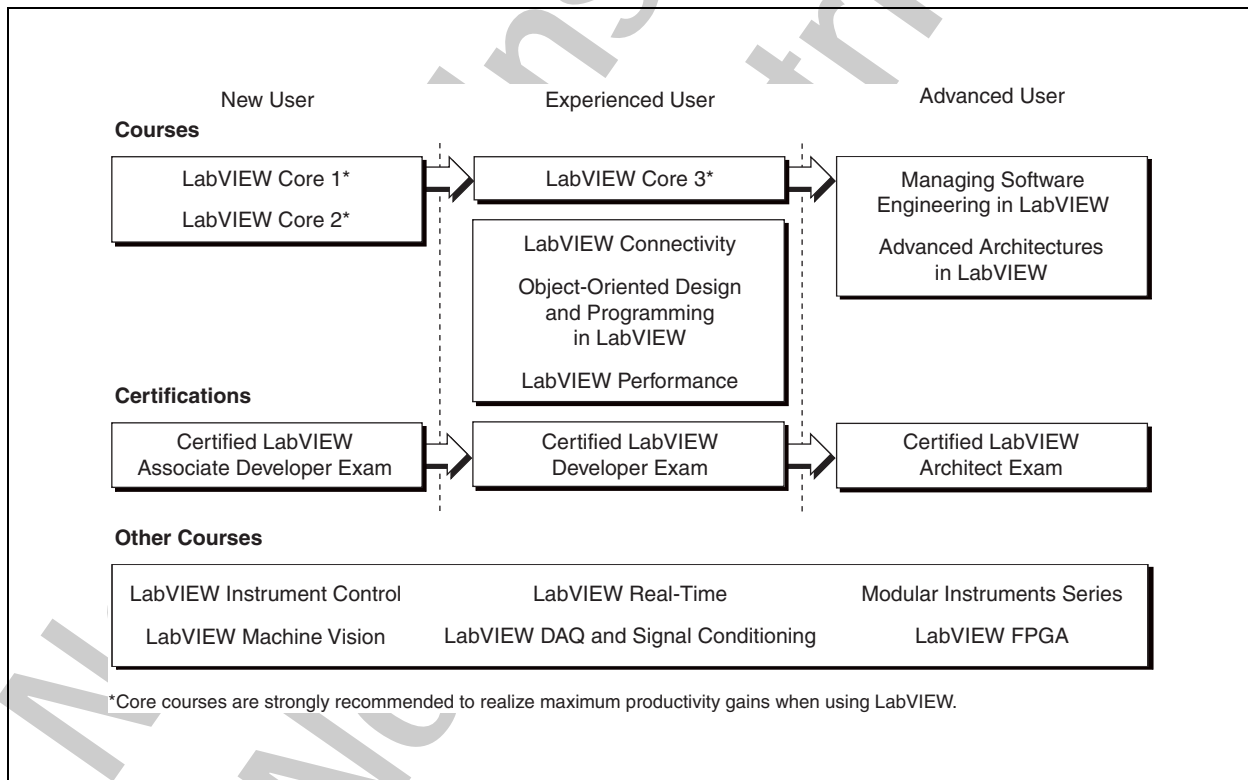 New User
Experienced User
Advanced User
Courses
LabVIEW Core 1*
LabVIEW Core 2*
LabVIEW Core 3*
LabVIEW Connectivity
Object-Oriented Design
and Programming
in LabVIEW
LabVIEW Performance
Managing Software
Engineering in LabVIEW
Advanced Architectures
in LabVIEW
Certifications
Certified LabVIEW
Associate Developer Exam
Certified LabVIEW
Developer Exam
Certified LabVIEW
Architect Exam
Other Courses
LabVIEW Instrument Control
LabVIEW Real-Time
Modular Instruments Series
LabVIEW Machine Vision
LabVIEW DAQ and Signal Conditioning
LabVIEW FPGA
*Core courses are strongly recommended to realize maximum productivity gains when using LabVIEW.